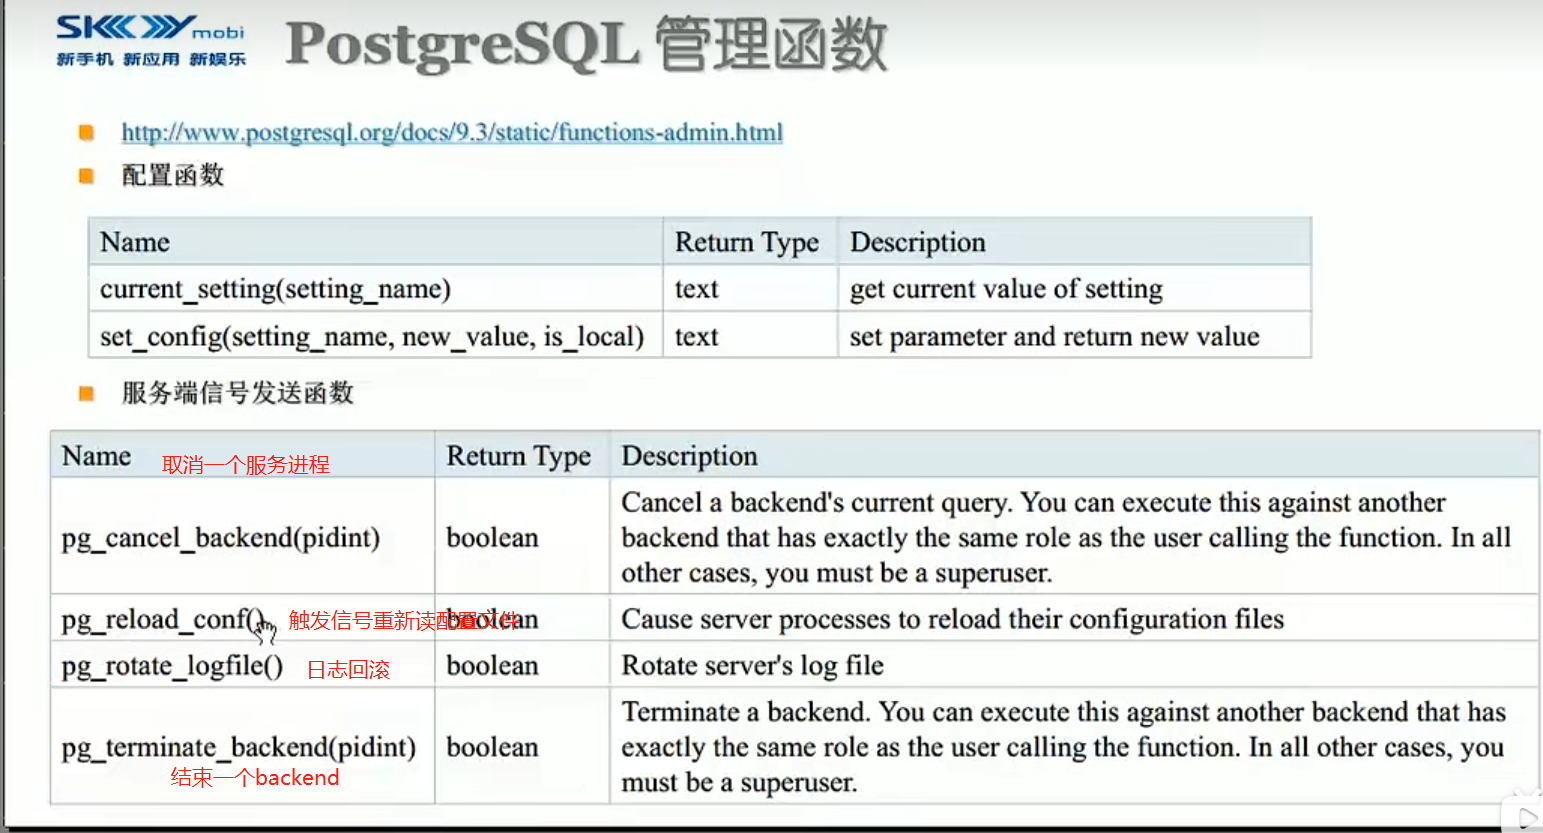 SKYmobi
新手机 新应用 新娱乐
PostgreSQL 管理函数
http://www.postgresql.org/docs/9.3/static/functions-admin.html
配置函数
Name Return Type Description
current_setting(setting_name) text get current value of setting
set_config(setting_name, new_value, is_local) text set parameter and return new value
服务端信号发送函数
Name 取消一个服务进程 Return Type Description
pg_cancel_backend(pidint) boolean Cancel a backend's current query. You can execute this against another
backend that has exactly the same role as the user calling the function. In all
other cases, you must be a superuser.
pg_reload_conf() 触发信号重新读配置文件 boolean Cause server processes to reload their configuration files
pg_rotate_logfile() 日志回滚 boolean Rotate server's log file
pg_terminate_backend(pidint) boolean Terminate a backend. You can execute this against another backend that has
exactly the same role as the user calling the function. In all other cases, you
must be a superuser.
结束一个backend